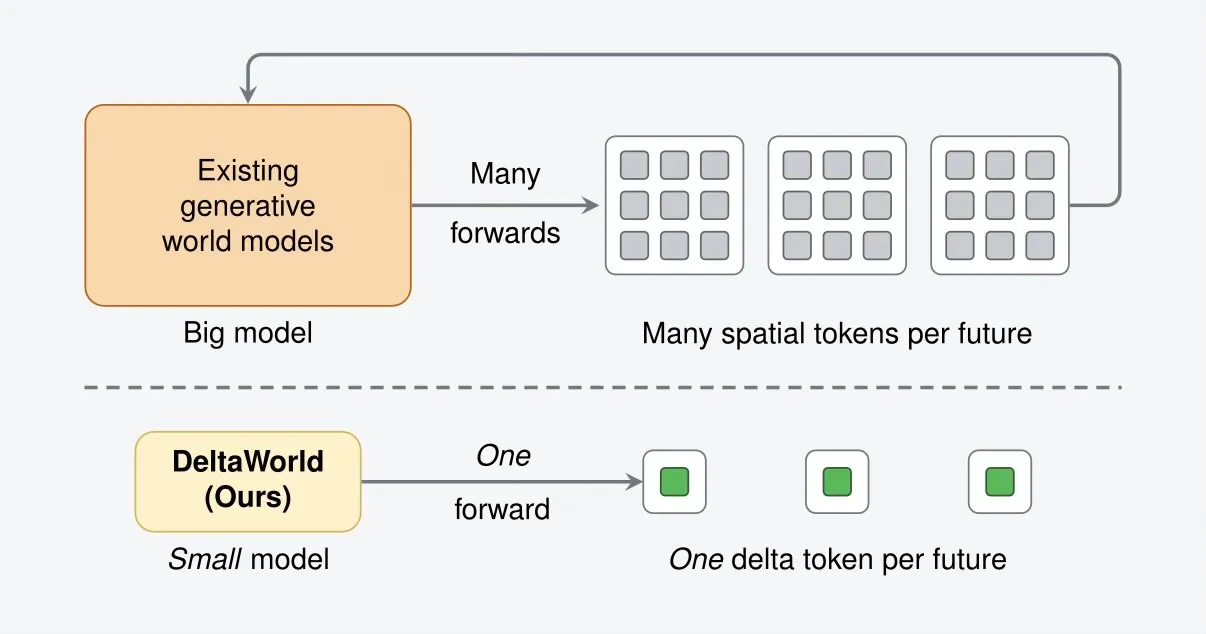 Existing
generative
world models
Many
forwards
Big model
Many spatial tokens per future
DeltaWorld
(Ours)
One
forward
Small model
One delta token per future